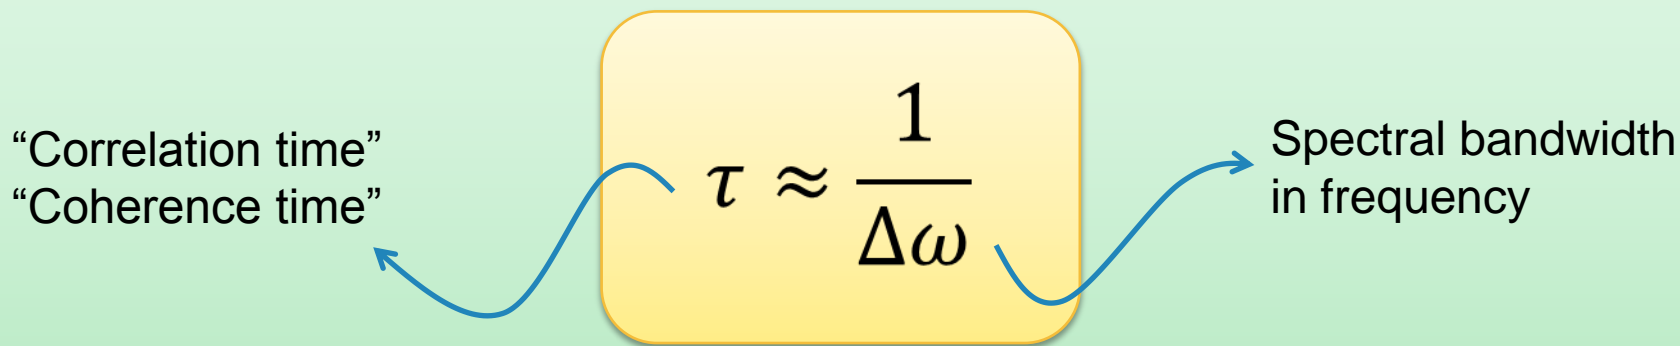 “Correlation time”
“Coherence time”
τ ≈ 1/Δω
Spectral bandwidth
in frequency